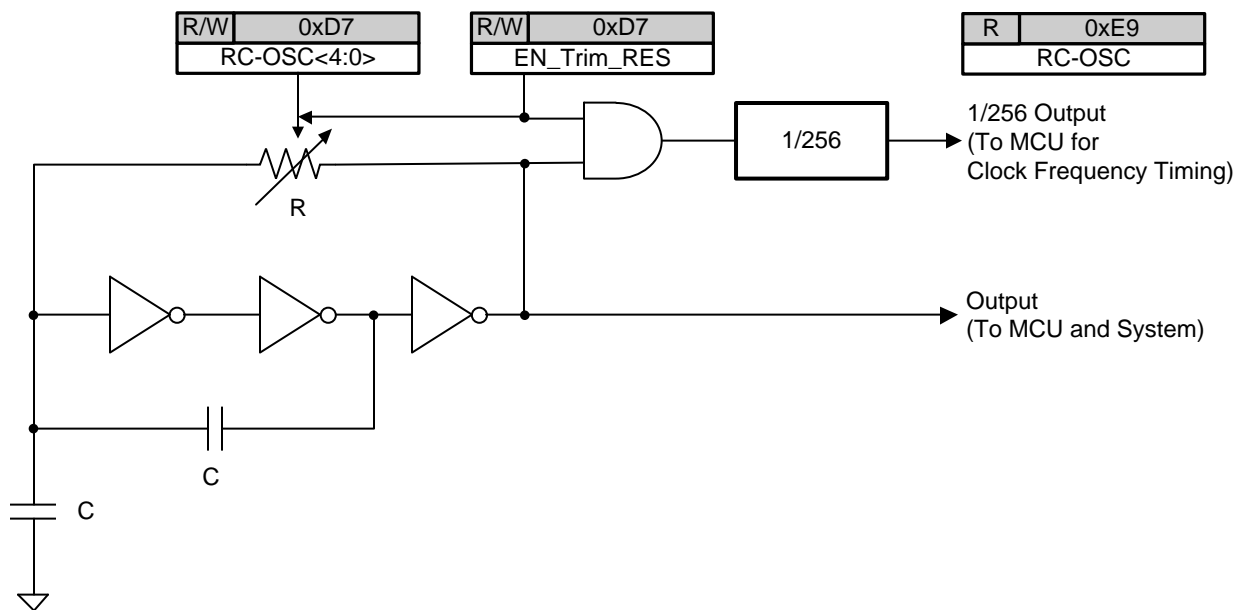 R/W 0xD7
RC-OSC<4:0>
R/W 0xD7
EN_Trim_RES
R 0xE9
RC-OSC
1/256
1/256 Output
(To MCU for
Clock Frequency Timing)
R
Output
(To MCU and System)
C
C